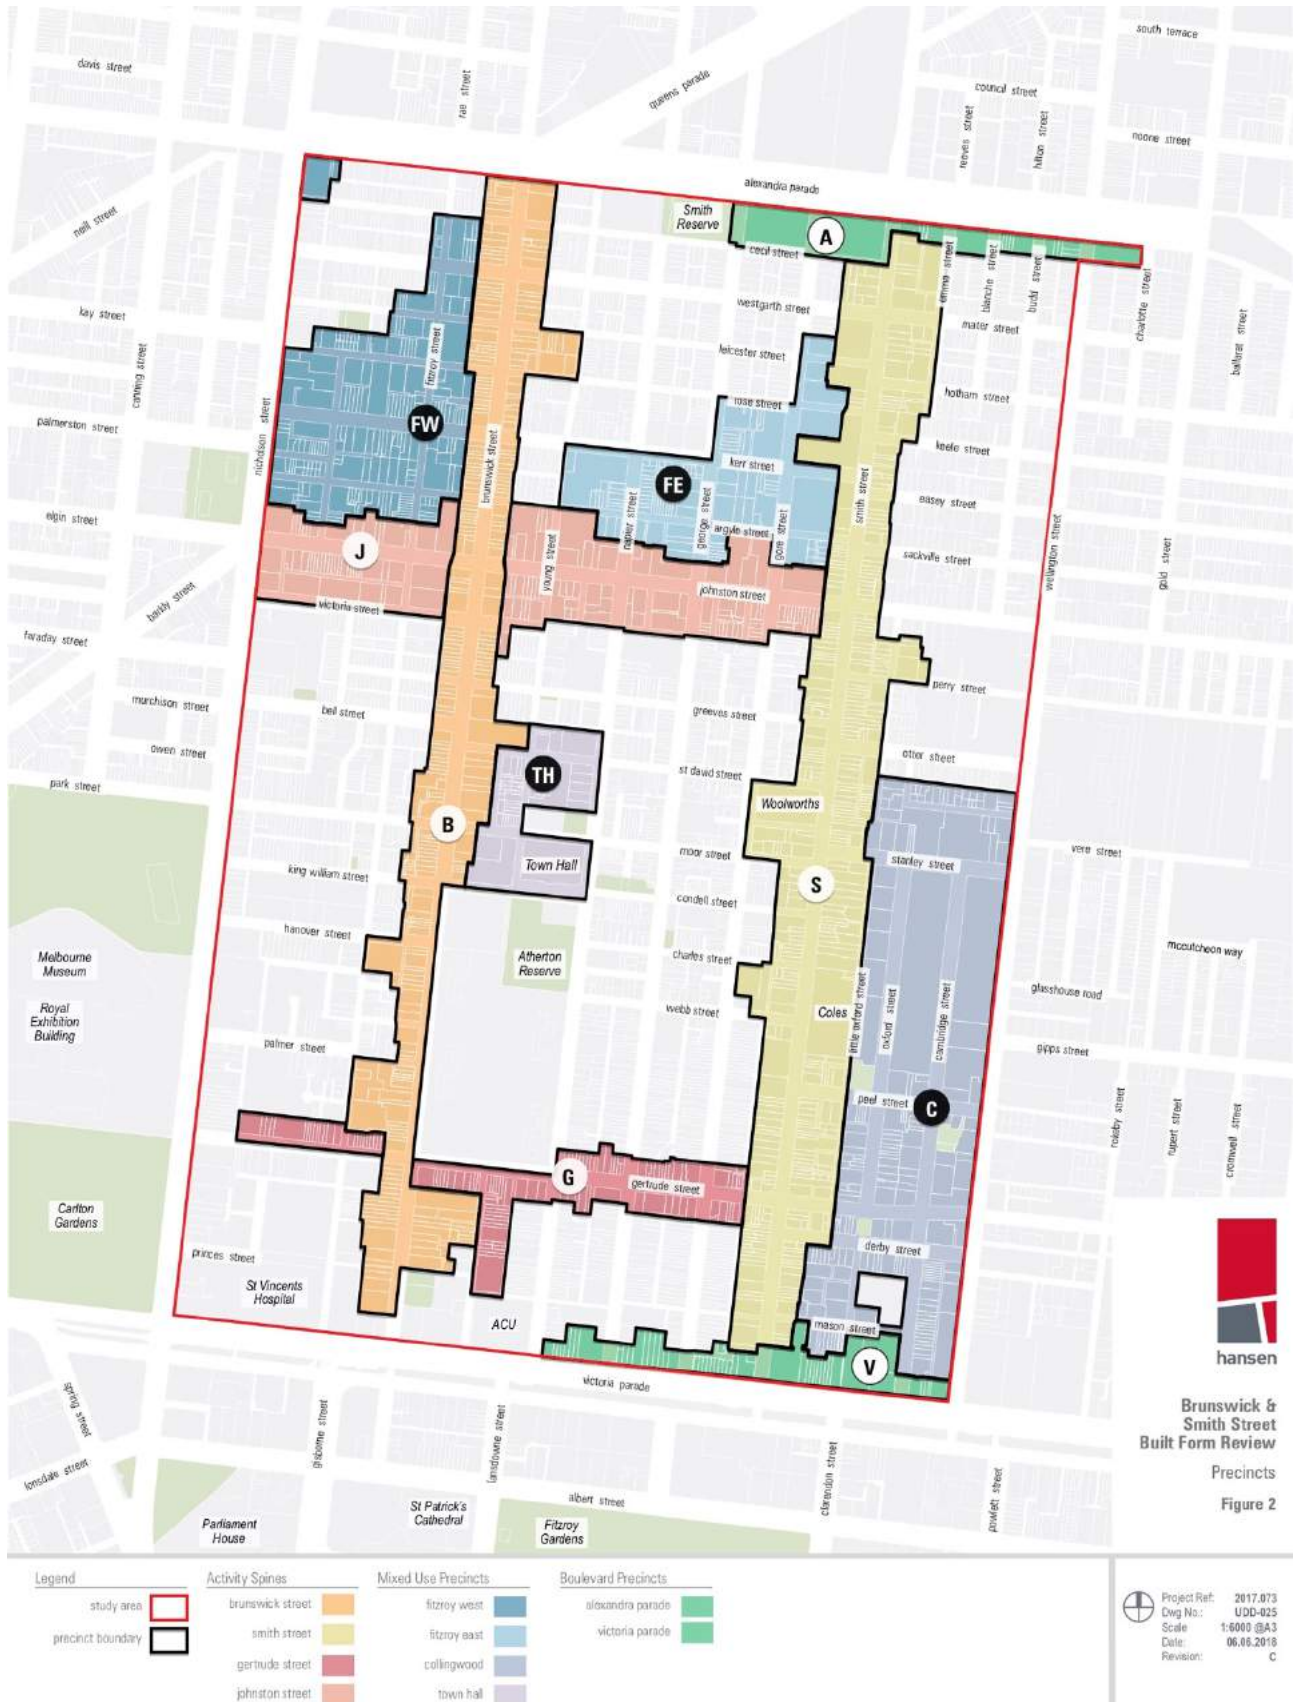 south terrace
davis street
rae street
queens parade
council street
reeves street
hilton street
noone street
alexandra parade
neill street
Smith
Reserve
A
cecil street
emma street
blanche street
budd street
charlotte street
westgarth street
mater street
kay street
canning street
fitzroy street
leicester street
ballarat street
hotham street
rose street
palmerston street
nicholson street
FW
brunswick street
kerr street
keele street
FE
smith street
easey street
elgin street
napier street
george street
argyle street
gore street
J
young street
sackville street
wellington street
gold street
johnston street
barkly street
victoria street
faraday street
murchison street
bell street
greeves street
perry street
owen street
otter street
park street
TH
st david street
Woolworths
B
moor street
vere street
stanley street
Town Hall
king william street
S
condell street
hanover street
Melbourne
Museum
Atherton
Reserve
charles street
mccutcheon way
Royal
Exhibition
Building
webb street
Coles
little oxford street
oxford street
cambridge street
glasshouse road
palmer street
gipps street
peel street
C
rokeby street
rupert street
cromwell street
G
gertrude street
Carlton
Gardens
princes street
derby street
St Vincents
Hospital
ACU
mason street
V
hansen
victoria parade
spring street
gisborne street
lansdowne street
clarendon street
powlett street
Brunswick &
Smith Street
Built Form Review
Precincts
Figure 2
lonsdale street
albert street
St Patrick's
Cathedral
Parliament
House
Fitzroy
Gardens
Legend
study area
precinct boundary
Activity Spines
brunswick street
smith street
gertrude street
johnston street
Mixed Use Precincts
fitzroy west
fitzroy east
collingwood
town hall
Boulevard Precincts
alexandra parade
victoria parade
Project Ref: 2017.073
Dwg No.: UDD-025
Scale 1:6000 @A3
Date: 06.06.2018
Revision: C